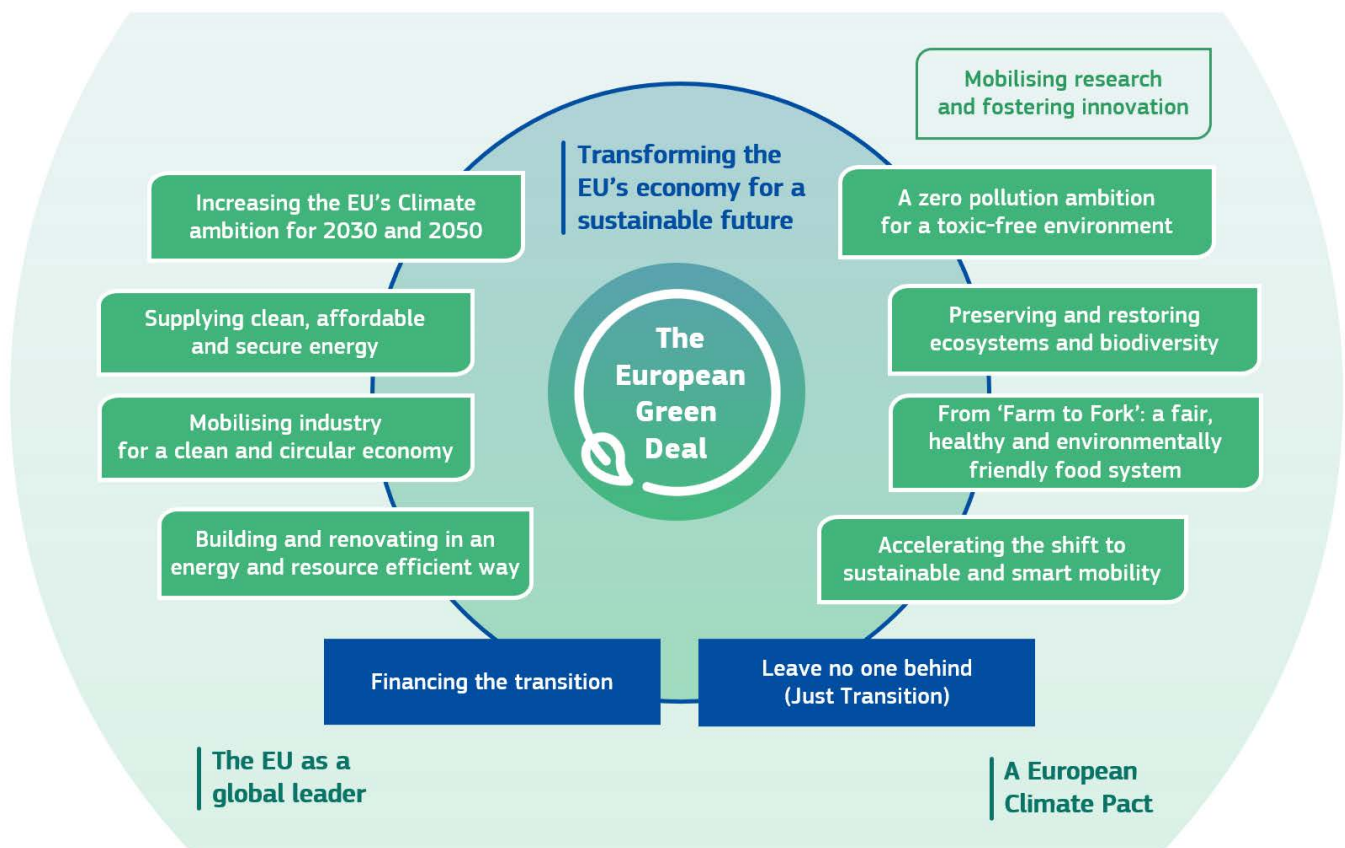 Mobilising research
and fostering innovation
Transforming the
EU's economy for a
sustainable future
Increasing the EU's Climate
ambition for 2030 and 2050
A zero pollution ambition
for a toxic-free environment
Supplying clean, affordable
and secure energy
Preserving and restoring
ecosystems and biodiversity
The
European
Green
Deal
Mobilising industry
for a clean and circular economy
From ‘Farm to Fork’: a fair,
healthy and environmentally
friendly food system
Building and renovating in an
energy and resource efficient way
Accelerating the shift to
sustainable and smart mobility
Financing the transition
Leave no one behind
(Just Transition)
The EU as a
global leader
A European
Climate Pact